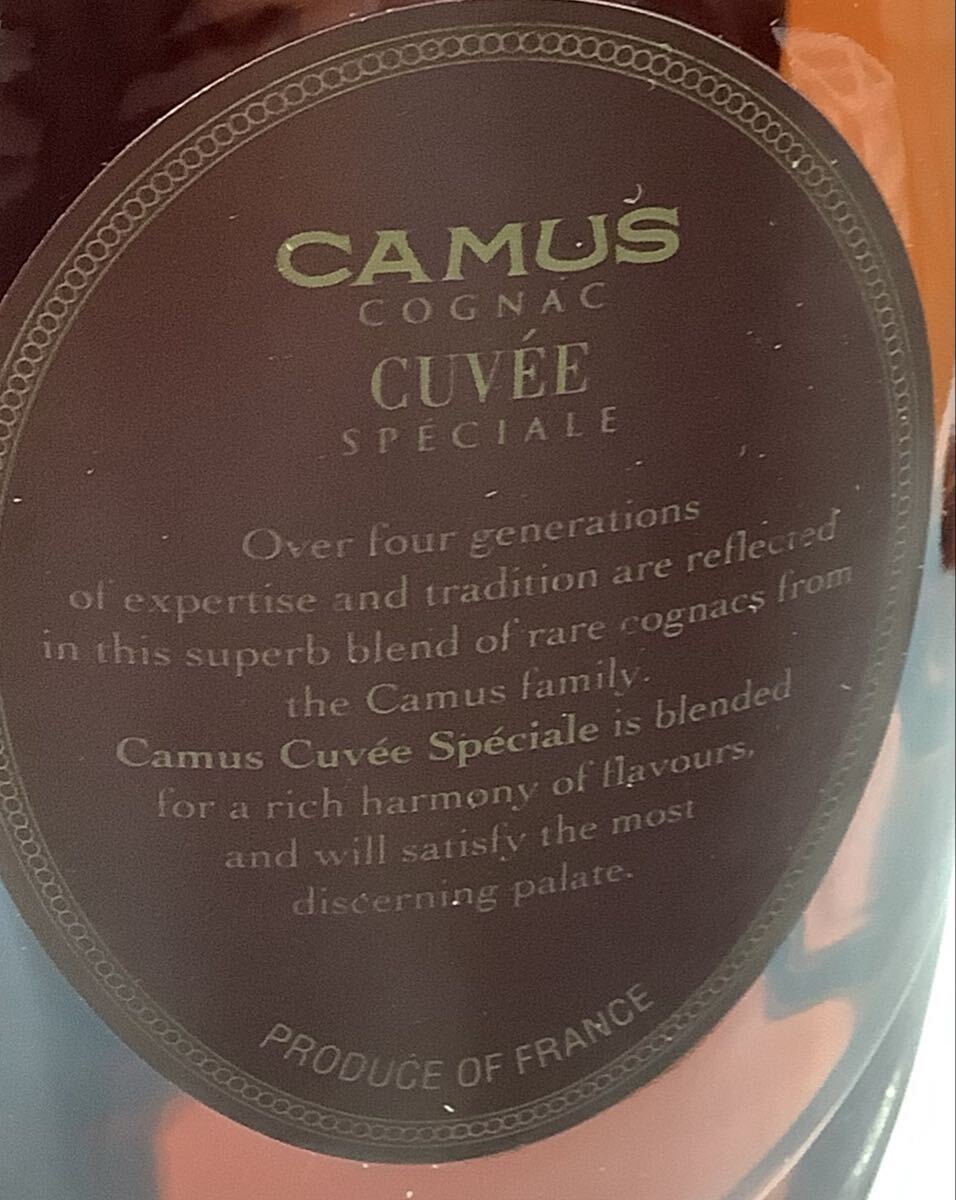 CAMUS
COGNAC
CUVÉE
SPÉCIALE
Over four generations
of expertise and tradition are reflected
in this superb blend of rare cognacs from
the Camus family.
Camus Cuvée Spéciale is blended
for a rich harmony of flavours,
and will satisfy the most
discerning palate.
PRODUCE OF FRANCE